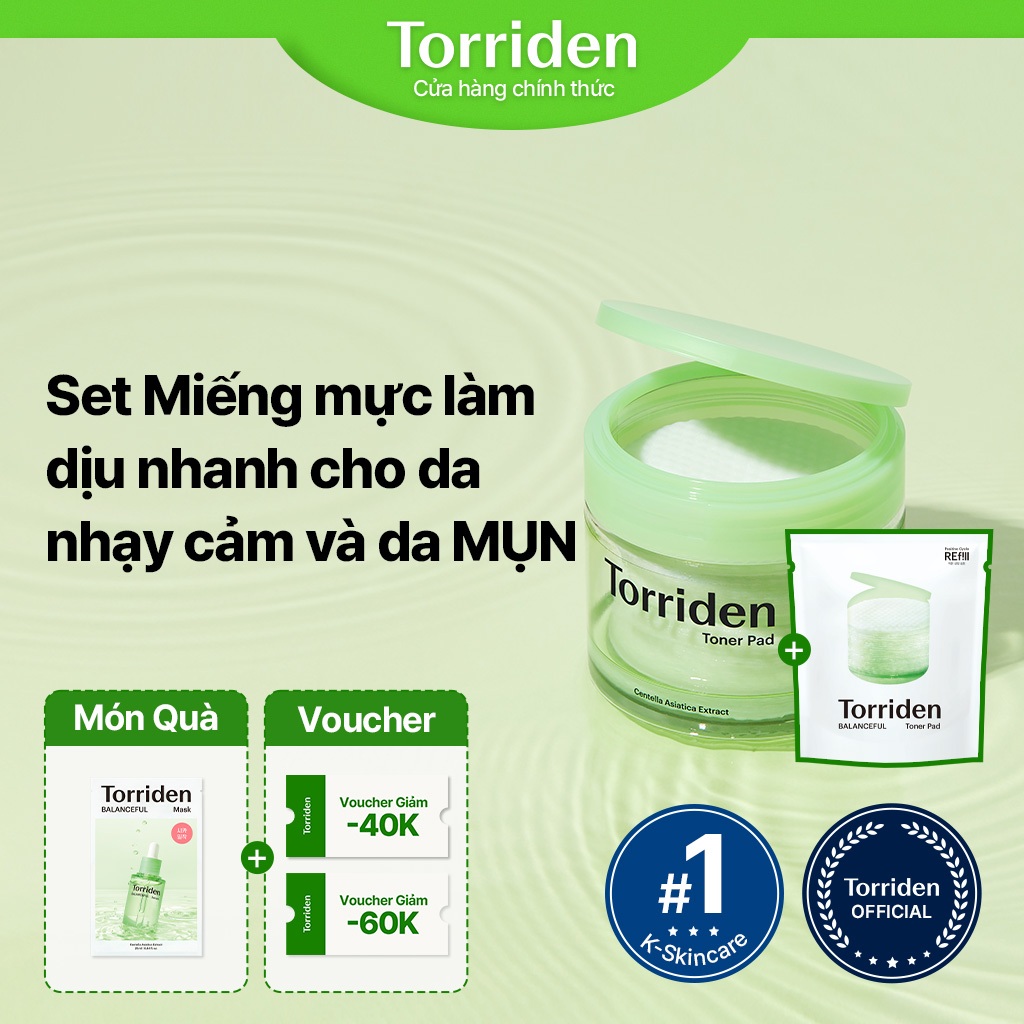 Torriden
Cửa hàng chính thức
Set Miếng mực làm
dịu nhanh cho da
nhạy cảm và da MỤN
Torriden
Toner Pad
Centella Asiatica Extract
+
REfill
Torriden
BALANCEFUL Toner Pad
Món Quà
Torriden
BALANCEFUL Mask
Torriden
+
Voucher
Torriden
Voucher Giảm
-40K
Torriden
Voucher Giảm
-60K
#1
K-Skincare
Torriden
OFFICIAL